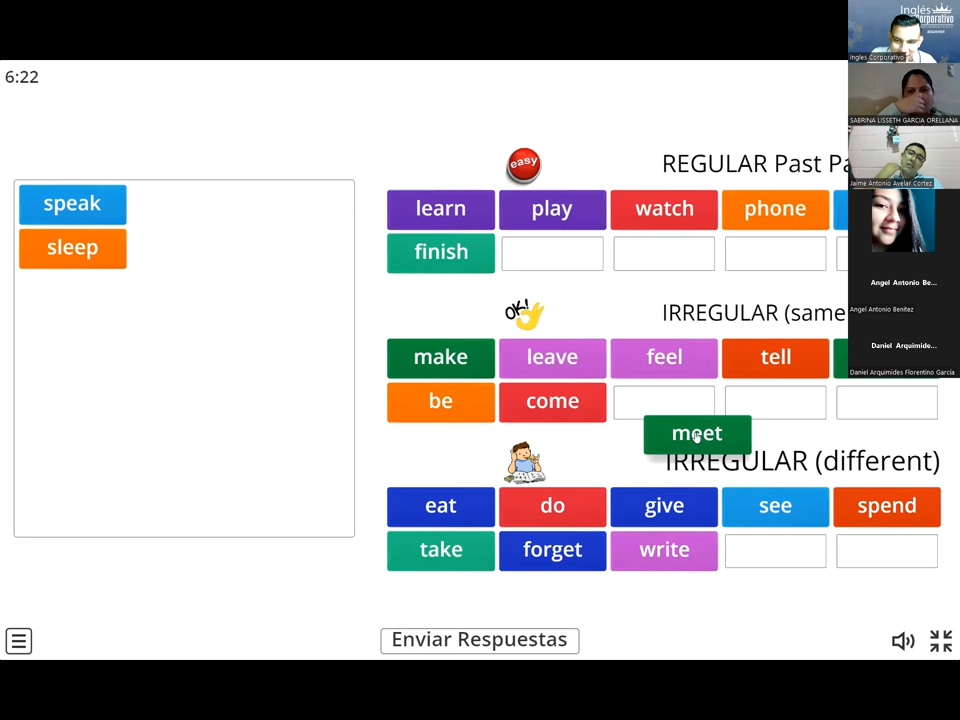 Inglés
Corporativo
6:22
Ingles Corporativo
SABRINA LISSETH GARCIA ORELLANA
Jaime Antonio Avelar Cortez
Angel Antonio Be...
Angel Antonio Benitez
Daniel Arquimide...
Daniel Arquimides Florentino García
speak
sleep
easy
REGULAR Past Pa
learn play watch phone
finish
OK!
IRREGULAR (same
make leave feel tell
be come
meet
IRREGULAR (different)
eat do give see spend
take forget write
Enviar Respuestas